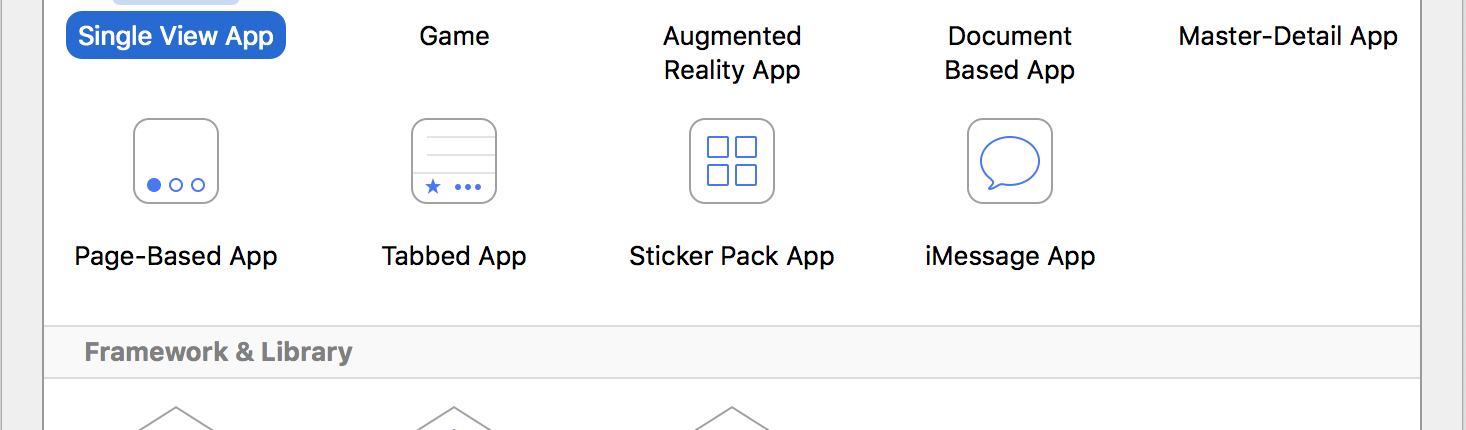 Single View App
Game
Augmented
Reality App
Document
Based App
Master-Detail App
Page-Based App
Tabbed App
Sticker Pack App
iMessage App
Framework & Library